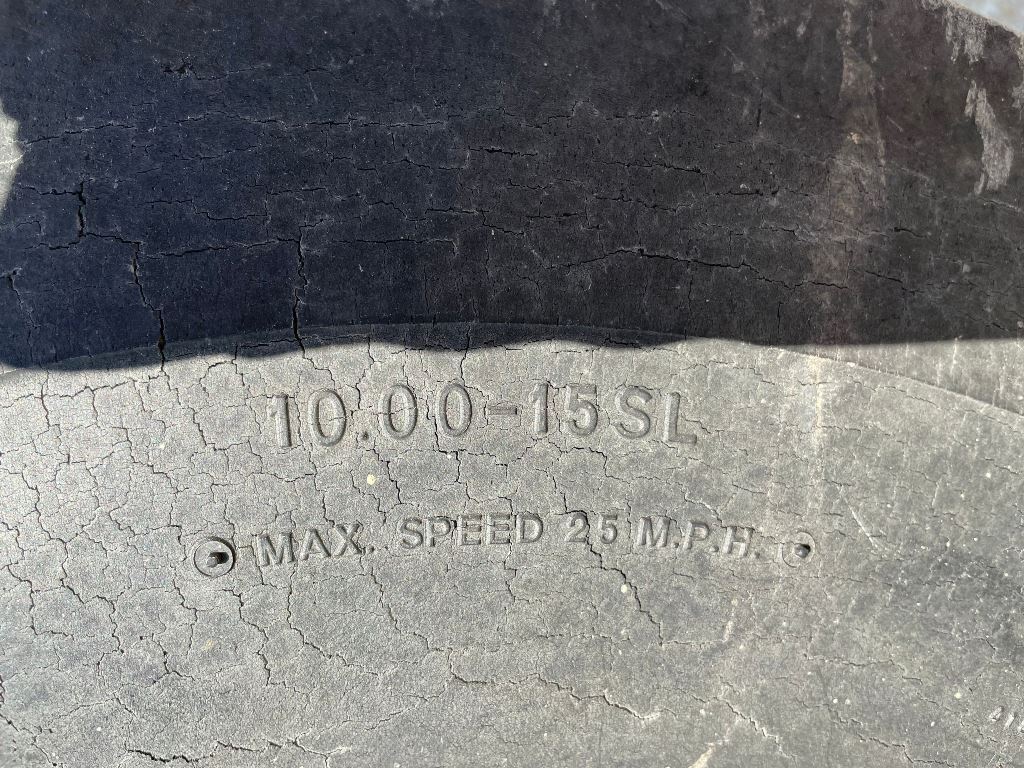 10.00-15SL
MAX. SPEED 25 M.P.H.